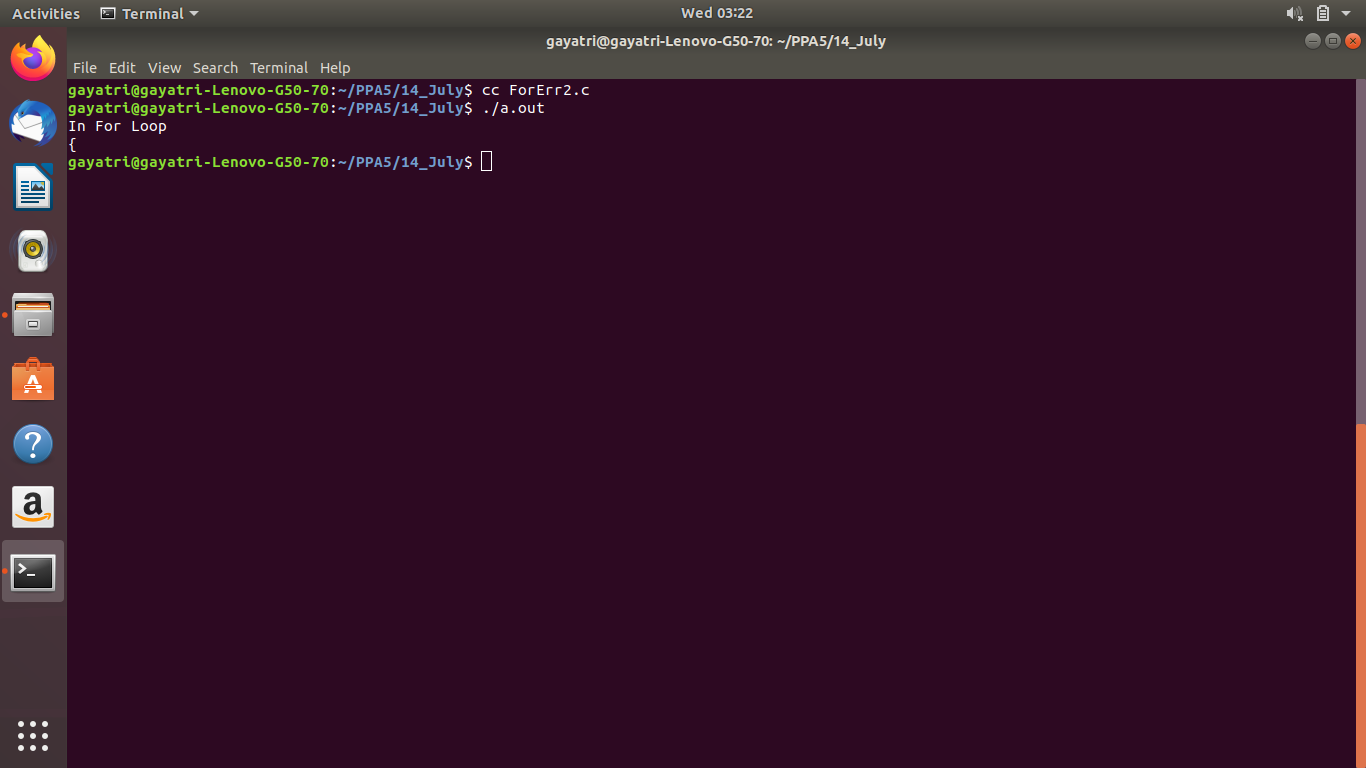 Activities Terminal Wed 03:22
gayatri@gayatri-Lenovo-G50-70: ~/PPA5/14_July
File Edit View Search Terminal Help
gayatri@gayatri-Lenovo-G50-70:~/PPA5/14_July$ cc ForErr2.c
gayatri@gayatri-Lenovo-G50-70:~/PPA5/14_July$ ./a.out
In For Loop
{
gayatri@gayatri-Lenovo-G50-70:~/PPA5/14_July$